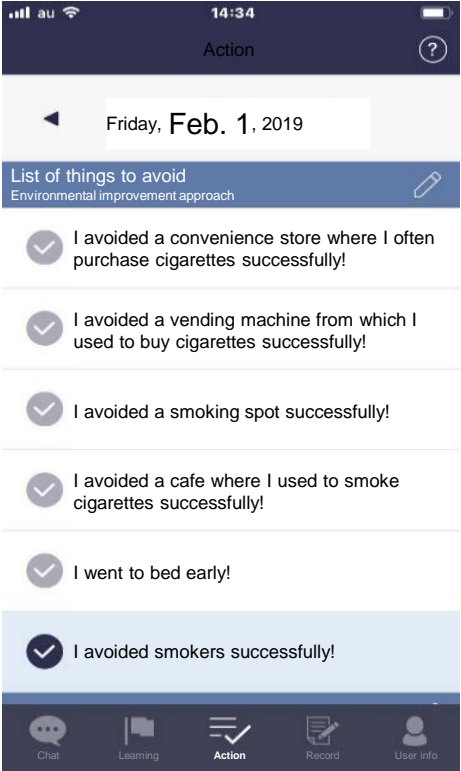 au 14:34
Action ?
Friday, Feb. 1, 2019
List of things to avoid
Environmental improvement approach
I avoided a convenience store where I often
purchase cigarettes successfully!
I avoided a vending machine from which I
used to buy cigarettes successfully!
I avoided a smoking spot successfully!
I avoided a cafe where I used to smoke
cigarettes successfully!
I went to bed early!
I avoided smokers successfully!
Chat Learning Action Record User info